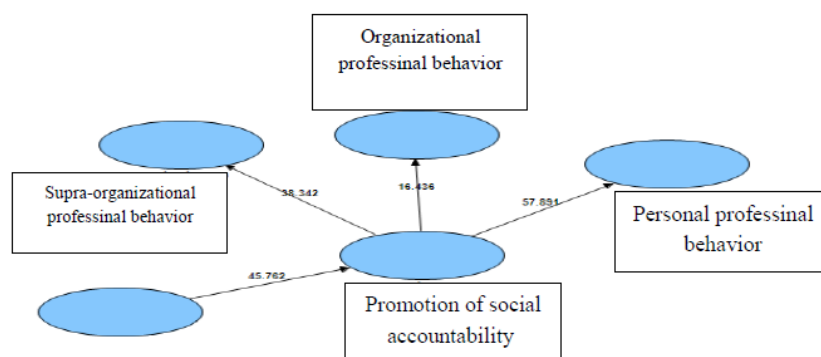 Organizational
professinal behavior
Supra-organizational
professinal behavior
38.342
16.436
57.891
Personal professinal
behavior
45.762
Promotion of social
accountability